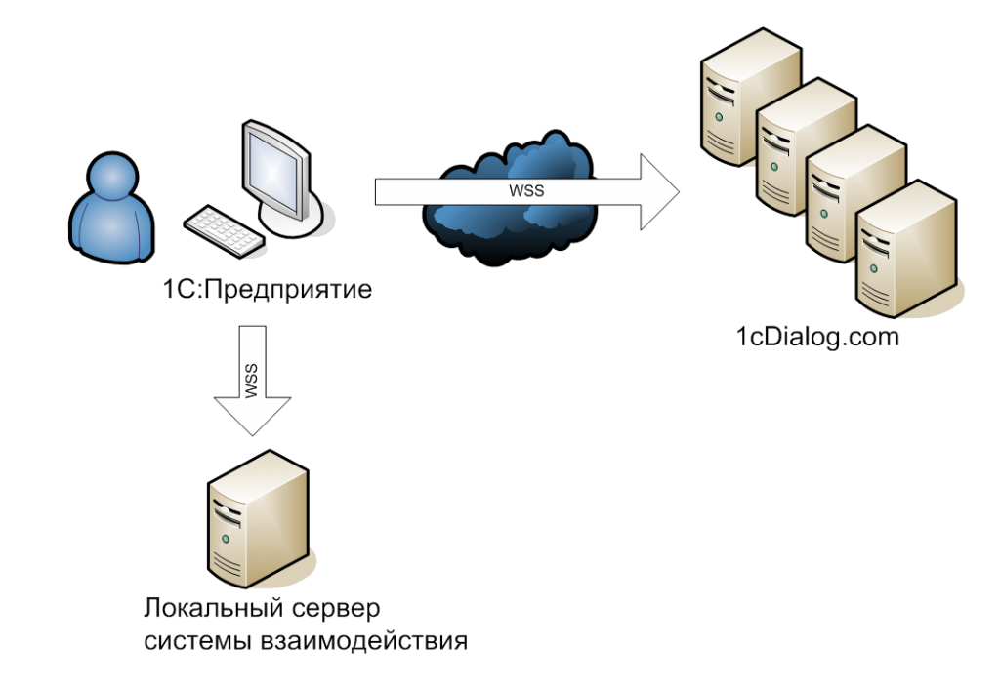 WSS
1С:Предприятие
1cDialog.com
WSS
Локальный сервер
системы взаимодействия